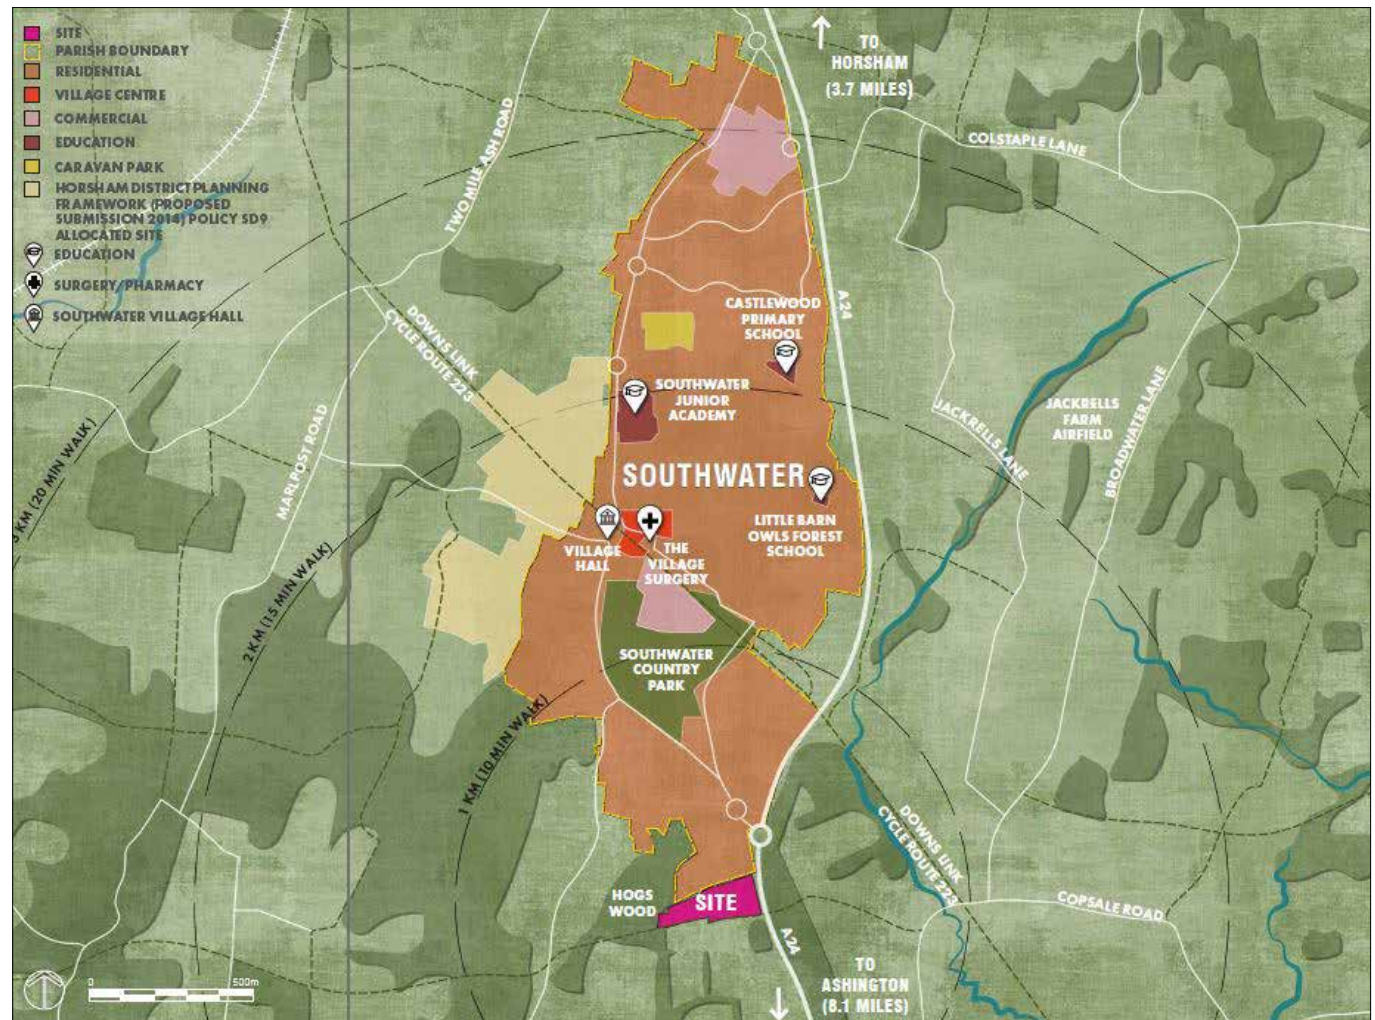 SITE
PARISH BOUNDARY
RESIDENTIAL
VILLAGE CENTRE
COMMERCIAL
EDUCATION
CARAVAN PARK
HORSHAM DISTRICT PLANNING
FRAMEWORK (PROPOSED
SUBMISSION 2014) POLICY SD9
ALLOCATED SITE
EDUCATION
SURGERY/PHARMACY
SOUTHWATER VILLAGE HALL
TO
HORSHAM
(3.7 MILES)
COLSTAPLE LANE
TWO MILE ASH ROAD
A24
CASTLEWOOD
PRIMARY
SCHOOL
DOWNS LINK
CYCLE ROUTE 223
SOUTHWATER
JUNIOR
ACADEMY
JACKRELLS LANE
JACKRELLS
FARM
AIRFIELD
BROADWATER LANE
MARLPOST ROAD
KM (20 MIN WALK)
SOUTHWATER
LITTLE BARN
OWLS FOREST
SCHOOL
VILLAGE
HALL
THE
VILLAGE
SURGERY
2 KM (15 MIN WALK)
SOUTHWATER
COUNTRY
PARK
1 KM (10 MIN WALK)
DOWNS LINK
CYCLE ROUTE 223
HOGS
WOOD
SITE
COPSALE ROAD
A24
TO
ASHINGTON
(8.1 MILES)
0 500m